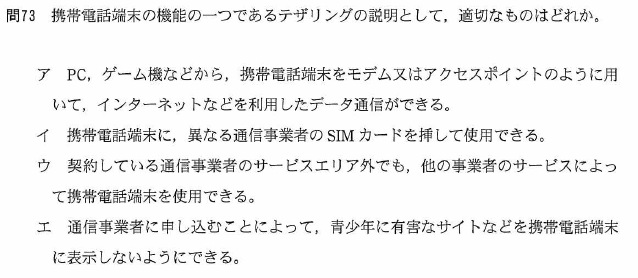 問73 携帯電話端末の機能の一つであるテザリングの説明として，適切なものはどれか。
ア PC，ゲーム機などから，携帯電話端末をモデム又はアクセスポイントのように用
いて，インターネットなどを利用したデータ通信ができる。
イ 携帯電話端末に，異なる通信事業者のSIMカードを挿して使用できる。
ウ 契約している通信事業者のサービスエリア外でも，他の事業者のサービスによっ
て携帯電話端末を使用できる。
エ 通信事業者に申し込むことによって，青少年に有害なサイトなどを携帯電話端末
に表示しないようにできる。